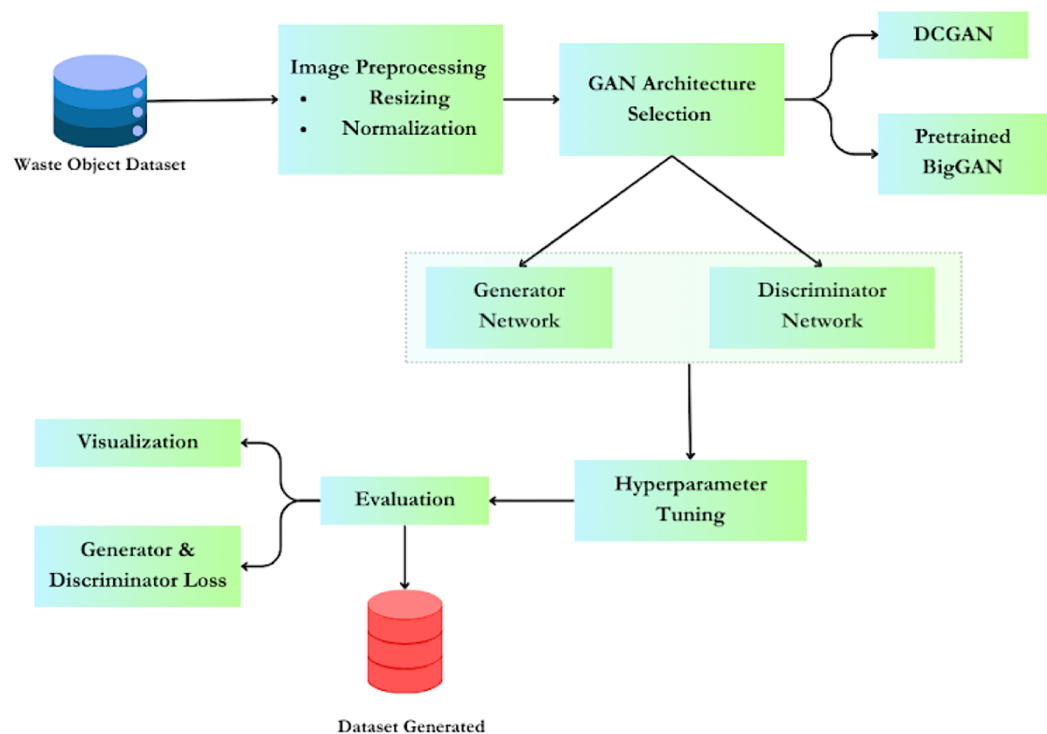 Waste Object Dataset
Image Preprocessing
• Resizing
• Normalization
GAN Architecture
Selection
DCGAN
Pretrained
BigGAN
Generator
Network
Discriminator
Network
Hyperparameter
Tuning
Evaluation
Visualization
Generator &
Discriminator Loss
Dataset Generated